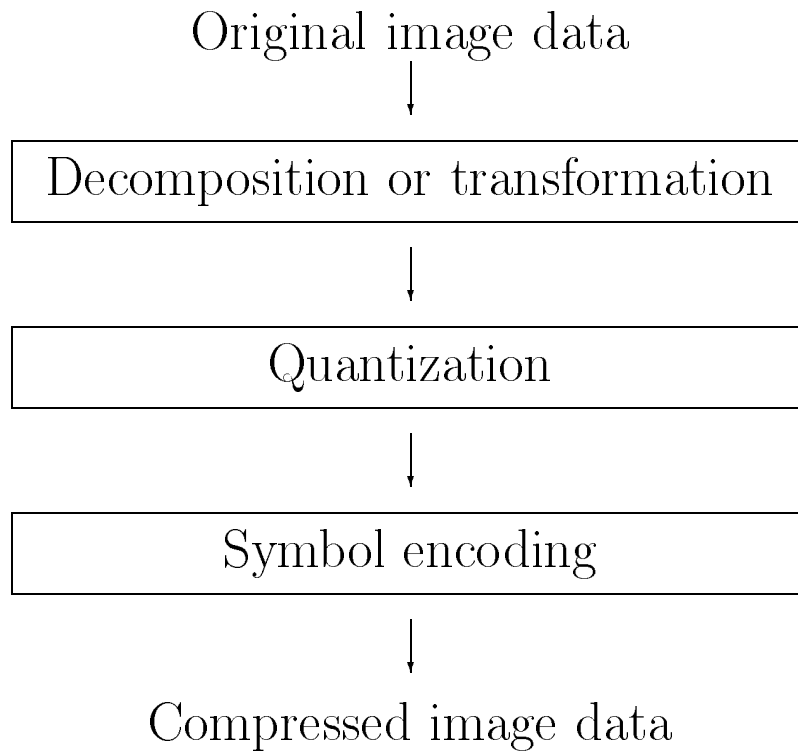 Original image data
Decomposition or transformation
Quantization
Symbol encoding
Compressed image data